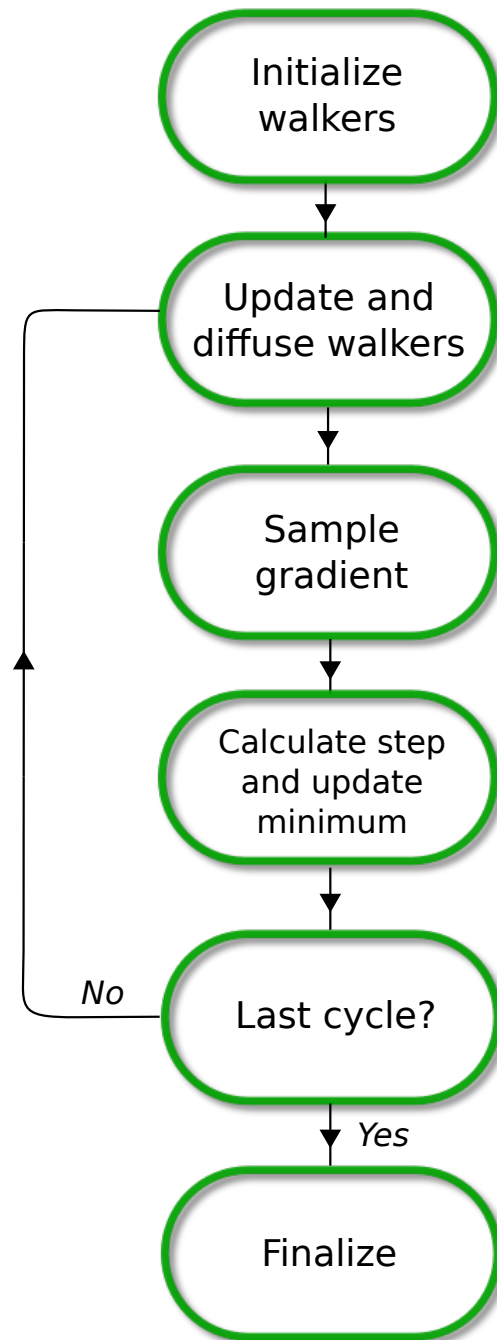 Initialize
walkers
Update and
diffuse walkers
Sample
gradient
Calculate step
and update
minimum
No
Last cycle?
Yes
Finalize